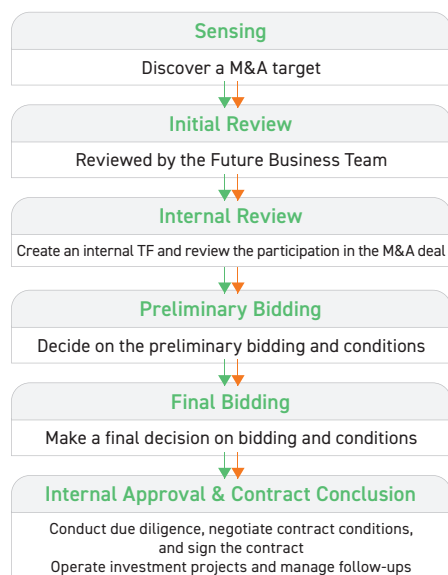 Sensing
Discover a M&A target
Initial Review
Reviewed by the Future Business Team
Internal Review
Create an internal TF and review the participation in the M&A deal
Preliminary Bidding
Decide on the preliminary bidding and conditions
Final Bidding
Make a final decision on bidding and conditions
Internal Approval & Contract Conclusion
Conduct due diligence, negotiate contract conditions,
and sign the contract
Operate investment projects and manage follow-ups